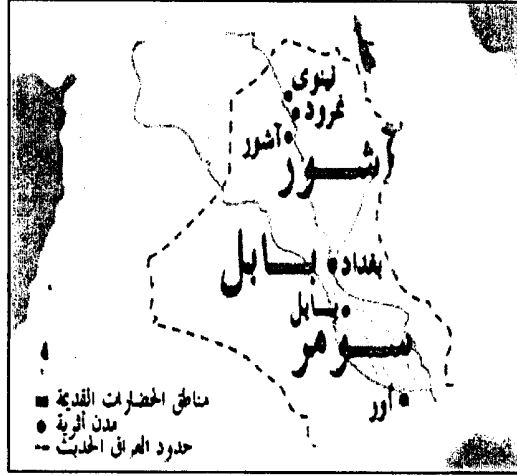 نينوى
نمرود
آشور
آشور
بغداد
بابل
بابل
سومر
أور
مناطق الحضارات القديمة
مدن أثرية
حدود العراق الحديث